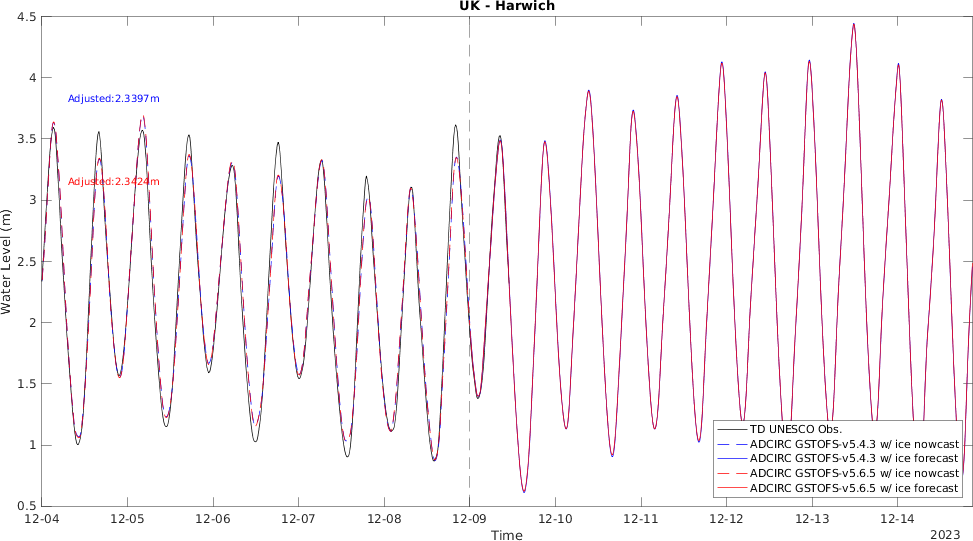 UK - Harwich
4.5
4
3.5
3
2.5
2
1.5
1
0.5
Water Level (m)
Adjusted:2.3397m
Adjusted:2.3424m
TD UNESCO Obs.
ADCIRC GSTOFS-v5.4.3 w/ ice nowcast
ADCIRC GSTOFS-v5.4.3 w/ ice forecast
ADCIRC GSTOFS-v5.6.5 w/ ice nowcast
ADCIRC GSTOFS-v5.6.5 w/ ice forecast
12-04 12-05 12-06 12-07 12-08 12-09 12-10 12-11 12-12 12-13 12-14
Time
2023